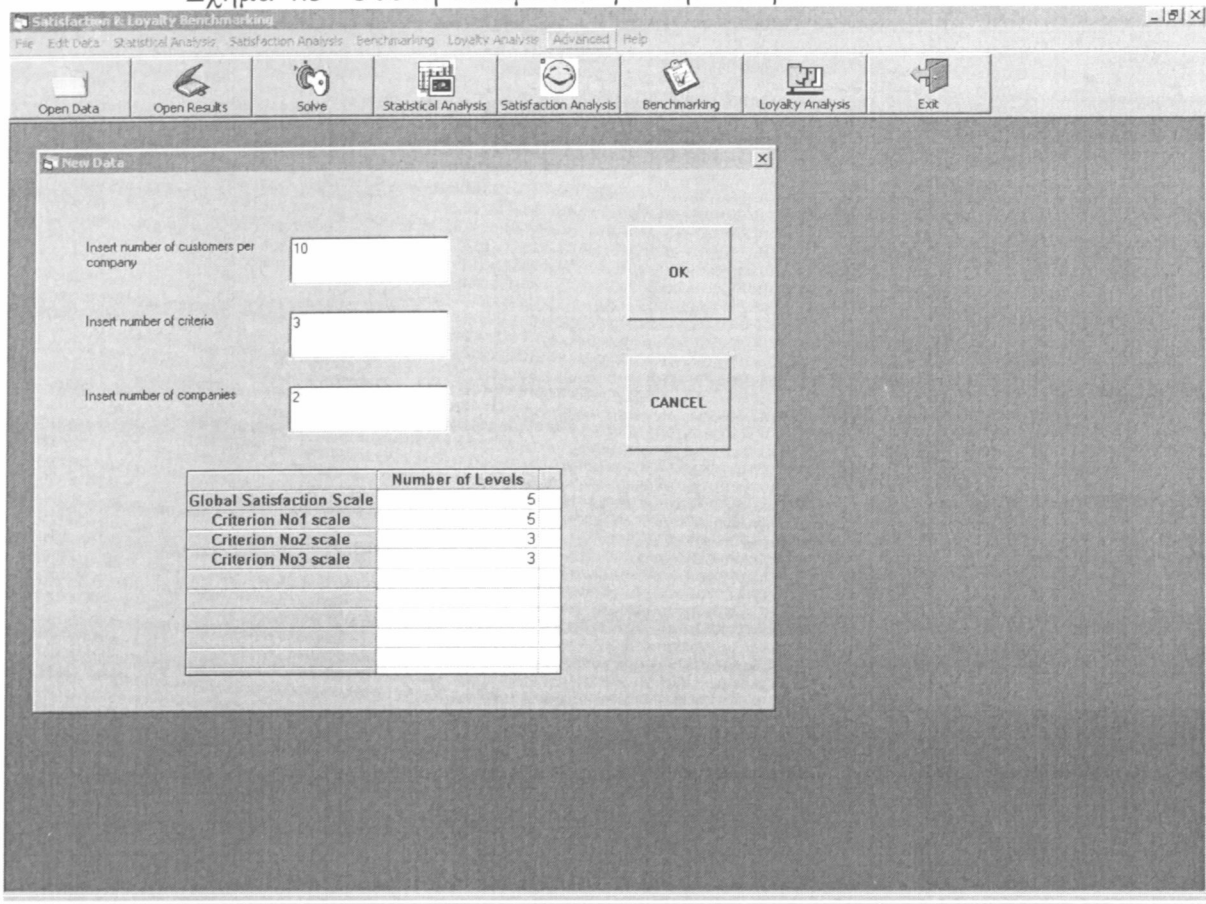 Satisfaction & Loyalty Benchmarking
File Edit Data Statistical Analysis Satisfaction Analysis Benchmarking Loyalty Analysis Advanced Help
Open Data Open Results Solve Statistical Analysis Satisfaction Analysis Benchmarking Loyalty Analysis Exit
New Data
Insert number of customers per company
10
OK
Insert number of criteria
3
Insert number of companies
2
CANCEL
Number of Levels
Global Satisfaction Scale 5
Criterion No1 scale 5
Criterion No2 scale 3
Criterion No3 scale 3